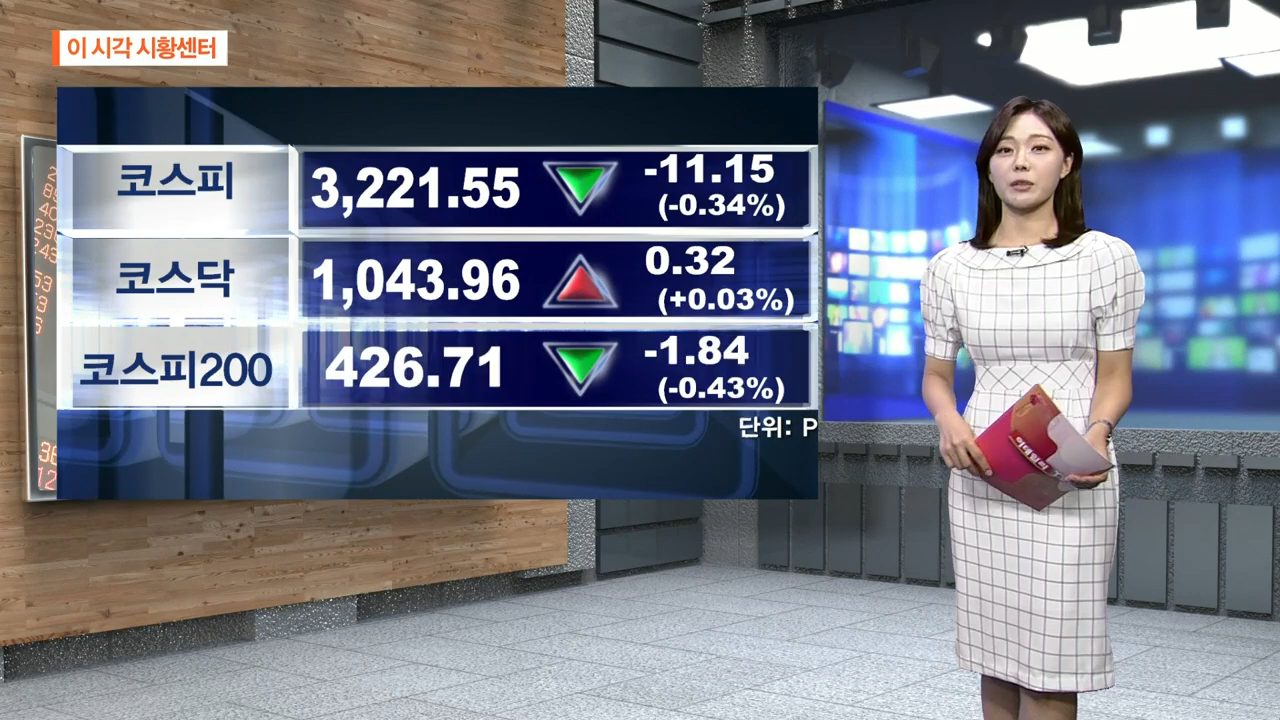 이 시각 시황센터
코스피 3,221.55 ▼ -11.15 (-0.34%)
코스닥 1,043.96 ▲ 0.32 (+0.03%)
코스피200 426.71 ▼ -1.84 (-0.43%)
단위: P